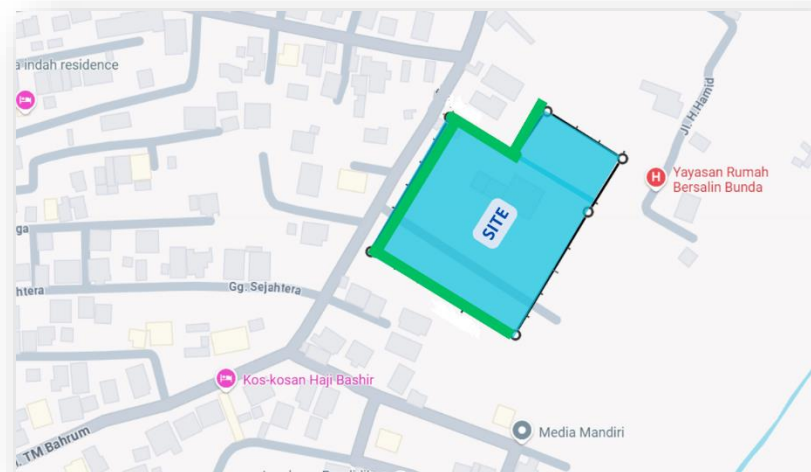 a indah residence
Jl. H.Hamid
Yayasan Rumah
Bersalin Bunda
SITE
ga
htera
Gg. Sejahtera
Kos-kosan Haji Bashir
TM Bahrum
Media Mandiri